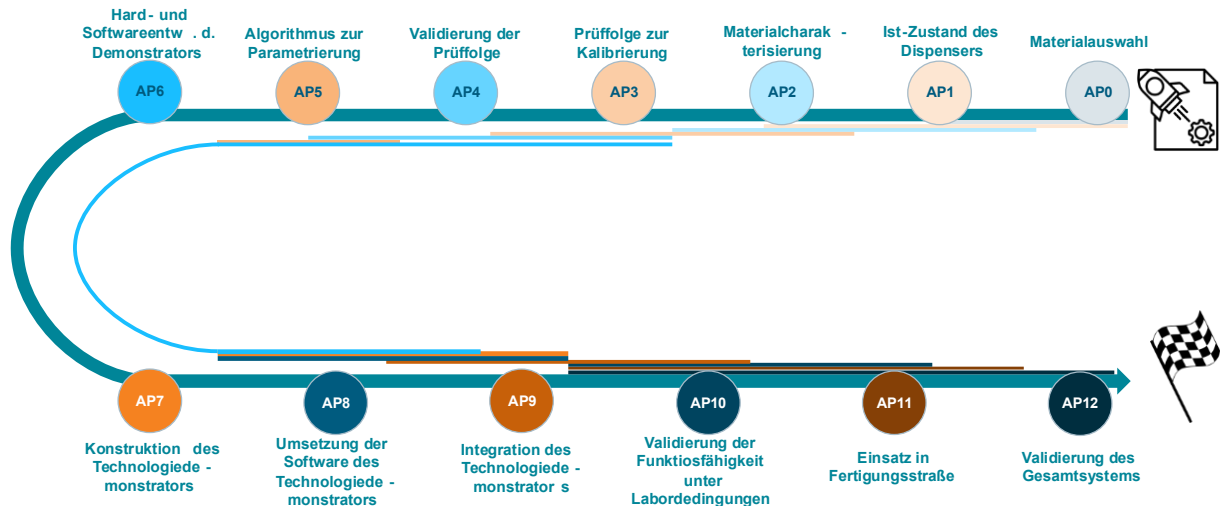 Hard- und
Softwareentw . d.
Demonstrators
Algorithmus zur
Parametrierung
Validierung der
Prüffolge
Prüffolge zur
Kalibrierung
Materialcharak -
terisierung
Ist-Zustand des
Dispensers
Materialauswahl
AP6
AP5
AP4
AP3
AP2
AP1
AP0
AP7
AP8
AP9
AP10
AP11
AP12
Konstruktion des
Technologiede -
monstrators
Umsetzung der
Software des
Technologiede -
monstrators
Integration des
Technologiede -
monstrator s
Validierung der
Funktiosfähigkeit
unter
Labordedingungen
Einsatz in
Fertigungsstraße
Validierung des
Gesamtsystems